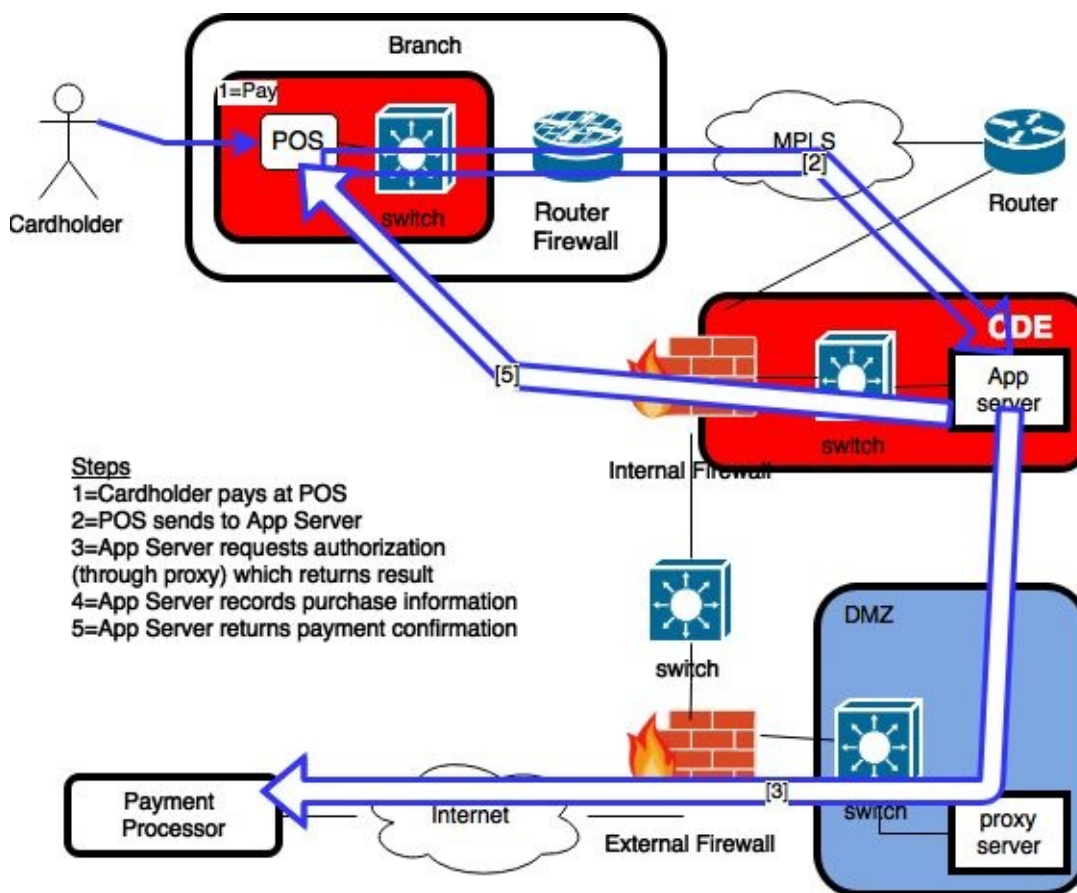 Branch
1=Pay
POS
switch
Router
Firewall
Cardholder
MPLS
[2]
Router
CDE
App
server
switch
[5]
Internal Firewall
Steps
1=Cardholder pays at POS
2=POS sends to App Server
3=App Server requests authorization
(through proxy) which returns result
4=App Server records purchase information
5=App Server returns payment confirmation
switch
DMZ
switch
[3]
proxy
server
External Firewall
Internet
Payment
Processor